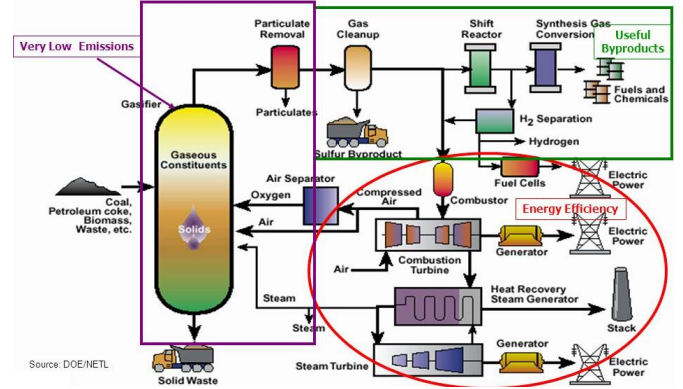 Particulate
Removal
Gas
Cleanup
Shift
Reactor
Synthesis Gas
Conversion
Useful
Byproducts
Very Low Emissions
Gasifier
Particulates
Fuels and
Chemicals
H2 Separation
Hydrogen
Sulfur Byproduct
Gaseous
Constituents
Solids
Air Separator
Oxygen
Compressed
Air
Air
Combustor
Fuel Cells
Electric
Power
Energy Efficiency
Coal,
Petroleum coke,
Biomass,
Waste, etc.
Air
Combustion
Turbine
Generator
Electric
Power
Steam
Steam
Heat Recovery
Steam Generator
Stack
Steam Turbine
Generator
Electric
Power
Source: DOE/NETL
Solid Waste